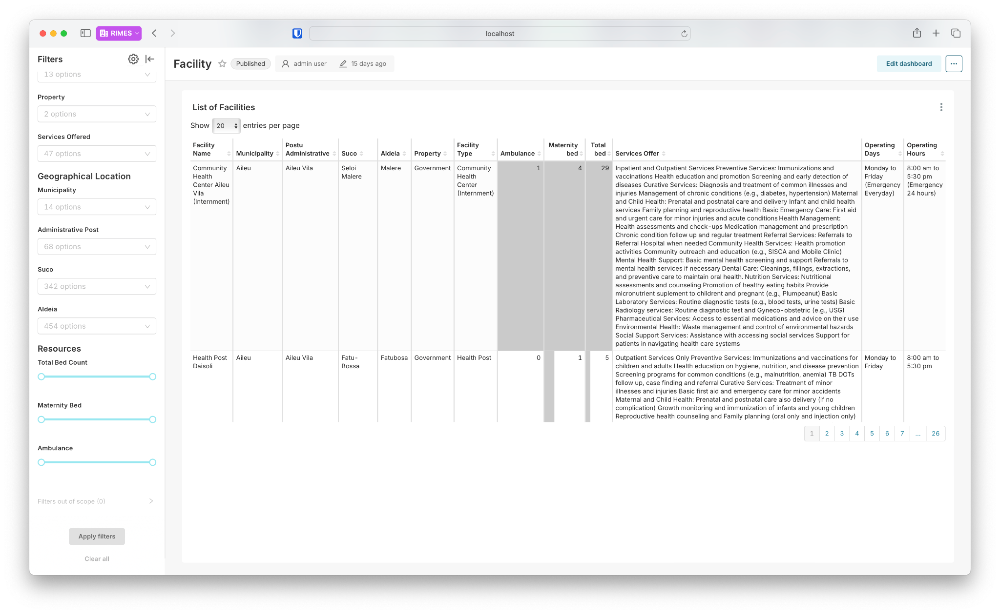 RIMES
localhost
Filters
13 options
Property
2 options
Services Offered
47 options
Geographical Location
Municipality
14 options
Administrative Post
68 options
Suco
342 options
Aldeia
454 options
Resources
Total Bed Count
Maternity Bed
Ambulance
Filters out of scope (0)
Apply filters
Clear all
Facility Published admin user 15 days ago
Edit dashboard ...
List of Facilities
Show 20 entries per page
Facility
Name
Municipality
Postu
Administrative
Suco
Aldeia
Property
Facility
Type
Ambulance
Maternity
bed
Total
bed
Services Offer
Operating
Days
Operating
Hours
Community
Health
Center Aileu
Vila
(Internment)
Aileu
Aileu Vila
Seloi
Malere
Malere
Government
Community
Health
Center
(Internment)
1
4
29
Inpatient and Outpatient Services Preventive Services: Immunizations and
vaccinations Health education and promotion Screening and early detection of
diseases Curative Services: Diagnosis and treatment of common illnesses and
injuries Management of chronic conditions (e.g., diabetes, hypertension) Maternal
and Child Health: Prenatal and postnatal care and delivery Infant and child health
services Family planning and reproductive health Basic Emergency Care: First aid
and urgent care for minor injuries and acute conditions Health Management:
Health assessments and check-ups Medication management and prescription
Chronic condition follow up and regular treatment Referral Services: Referrals to
Referral Hospital when needed Community Health Services: Health promotion
activities Community outreach and education (e.g., SISCA and Mobile Clinic)
Mental Health Support: Basic mental health screening and support Referrals to
mental health services if necessary Dental Care: Cleanings, fillings, extractions,
and preventive care to maintain oral health. Nutrition Services: Nutritional
assessments and counseling Promotion of healthy eating habits Provide
micronutrient suplement to childrent and pregnant (e.g., Plumpeanut) Basic
Laboratory Services: Routine diagnostic tests (e.g., blood tests, urine tests) Basic
Radiology services: Routine diagnostic test and Gyneco-obstetric (e.g., USG)
Pharmaceutical Services: Access to essential medications and advice on their use
Environmental Health: Waste management and control of environmental hazards
Social Support Services: Assistance with accessing social services Support for
patients in navigating health care systems
Monday to
Friday
(Emergency
Everyday)
8:00 am to
5:30 pm
(Emergency
24 hours)
Health Post
Daisoli
Aileu
Aileu Vila
Fatu-
Bossa
Fatubosa
Government
Health Post
0
1
5
Outpatient Services Only Preventive Services: Immunizations and vaccinations for
children and adults Health education on hygiene, nutrition, and disease prevention
Screening programs for common conditions (e.g., malnutrition, anemia) TB DOTs
follow up, case finding and referral Curative Services: Treatment of minor
illnesses and injuries Basic first aid and emergency care for minor accidents
Maternal and Child Health: Prenatal and postnatal care also delivery (if no
complication) Growth monitoring and immunization of infants and young children
Reproductive health counseling and Family planning (oral only and injection only)
Monday to
Friday
8:00 am to
5:30 pm
1 2 3 4 5 6 7 ... 26